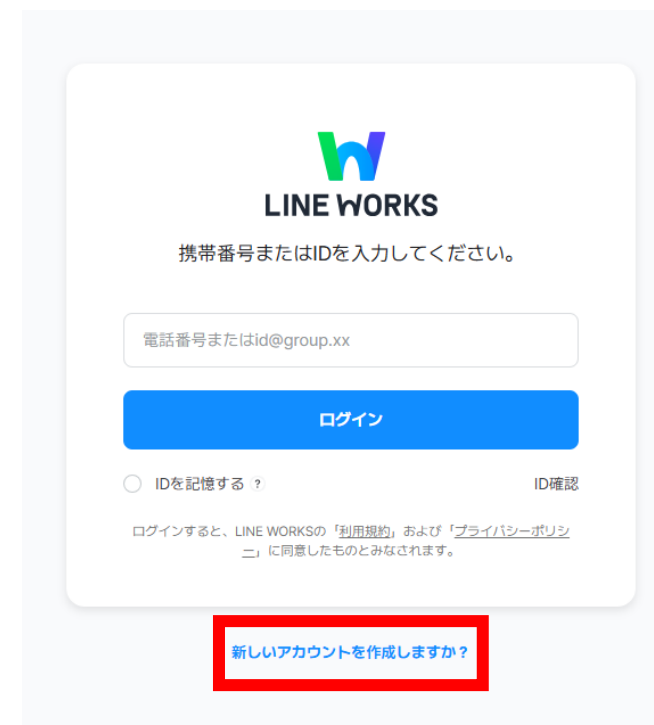 LINE WORKS
携帯番号またはIDを入力してください。
電話番号またはid@group.xx
ログイン
IDを記憶する ?
ID確認
ログインすると、LINE WORKSの「利用規約」および「プライバシーポリシ
ー」に同意したものとみなされます。
新しいアカウントを作成しますか？